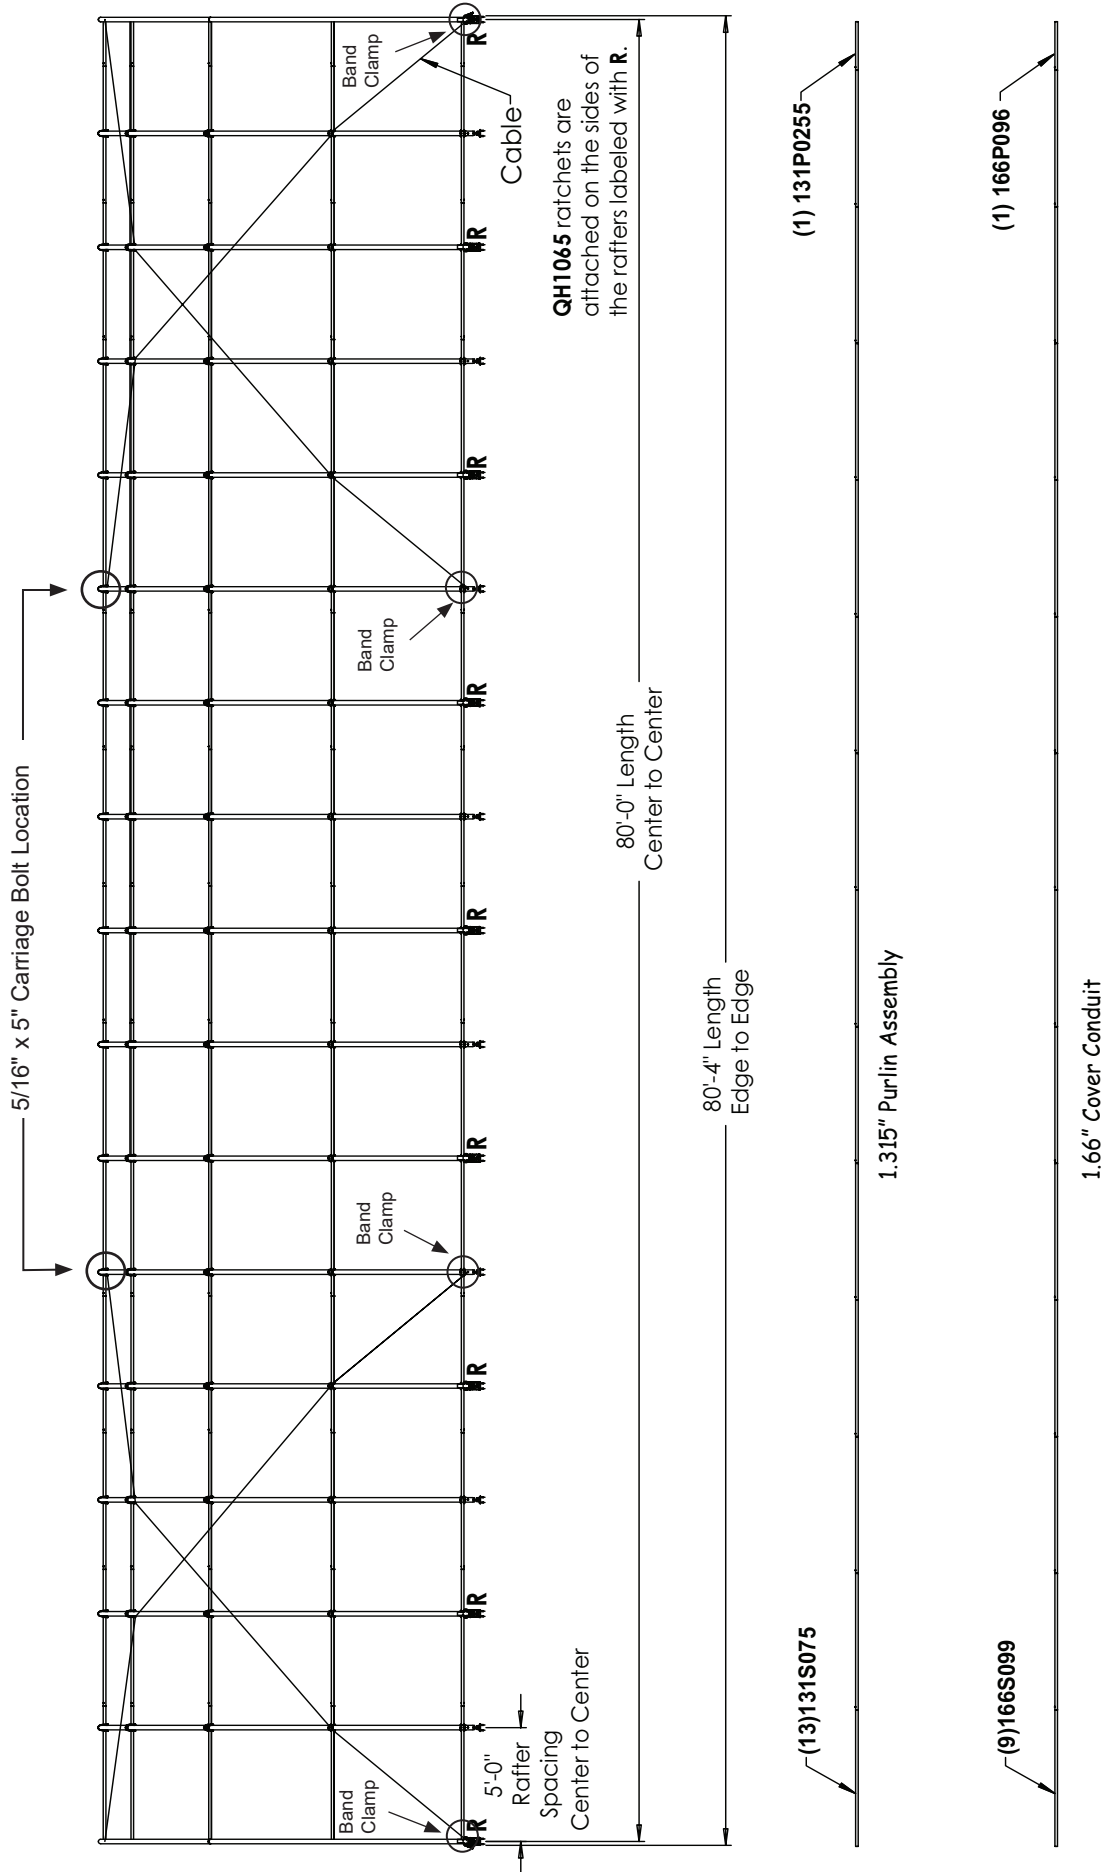 5/16" x 5" Carriage Bolt Location
Band
Clamp
R
R
Band
Clamp
R
R
R
Band
Clamp
R
R
Band
Clamp
R
R
Cable
QH1065 ratchets are
attached on the sides of
the rafters labeled with R.
5'-0"
Rafter
Spacing
Center to Center
80'-0" Length
Center to Center
80'-4" Length
Edge to Edge
(13)131S075
(1) 131P0255
1.315" Purlin Assembly
(9)166S099
(1) 166P096
1.66" Cover Conduit